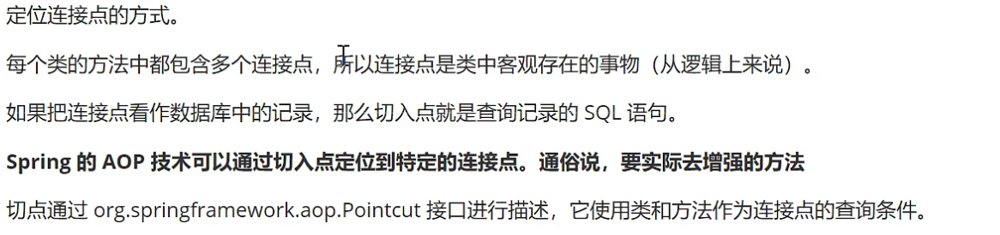 定位连接点的方式。
每个类的方法中都包含多个连接点，所以连接点是类中客观存在的事物（从逻辑上来说）。
如果把连接点看作数据库中的记录，那么切入点就是查询记录的 SQL 语句。
Spring 的 AOP 技术可以通过切入点定位到特定的连接点。通俗说，要实际去增强的方法
切点通过 org.springframework.aop.Pointcut 接口进行描述，它使用类和方法作为连接点的查询条件。